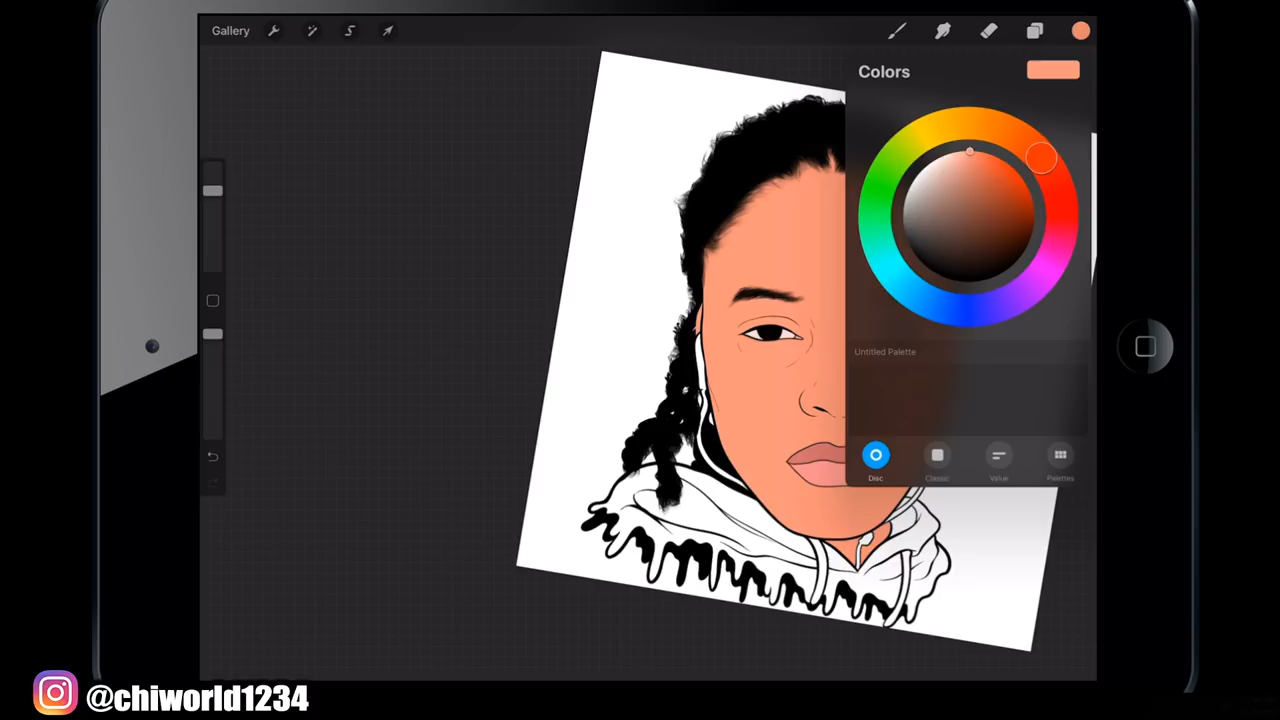 Gallery
Colors
Untitled Palette
Disc
Classic
Value
Palettes
@chiworld1234